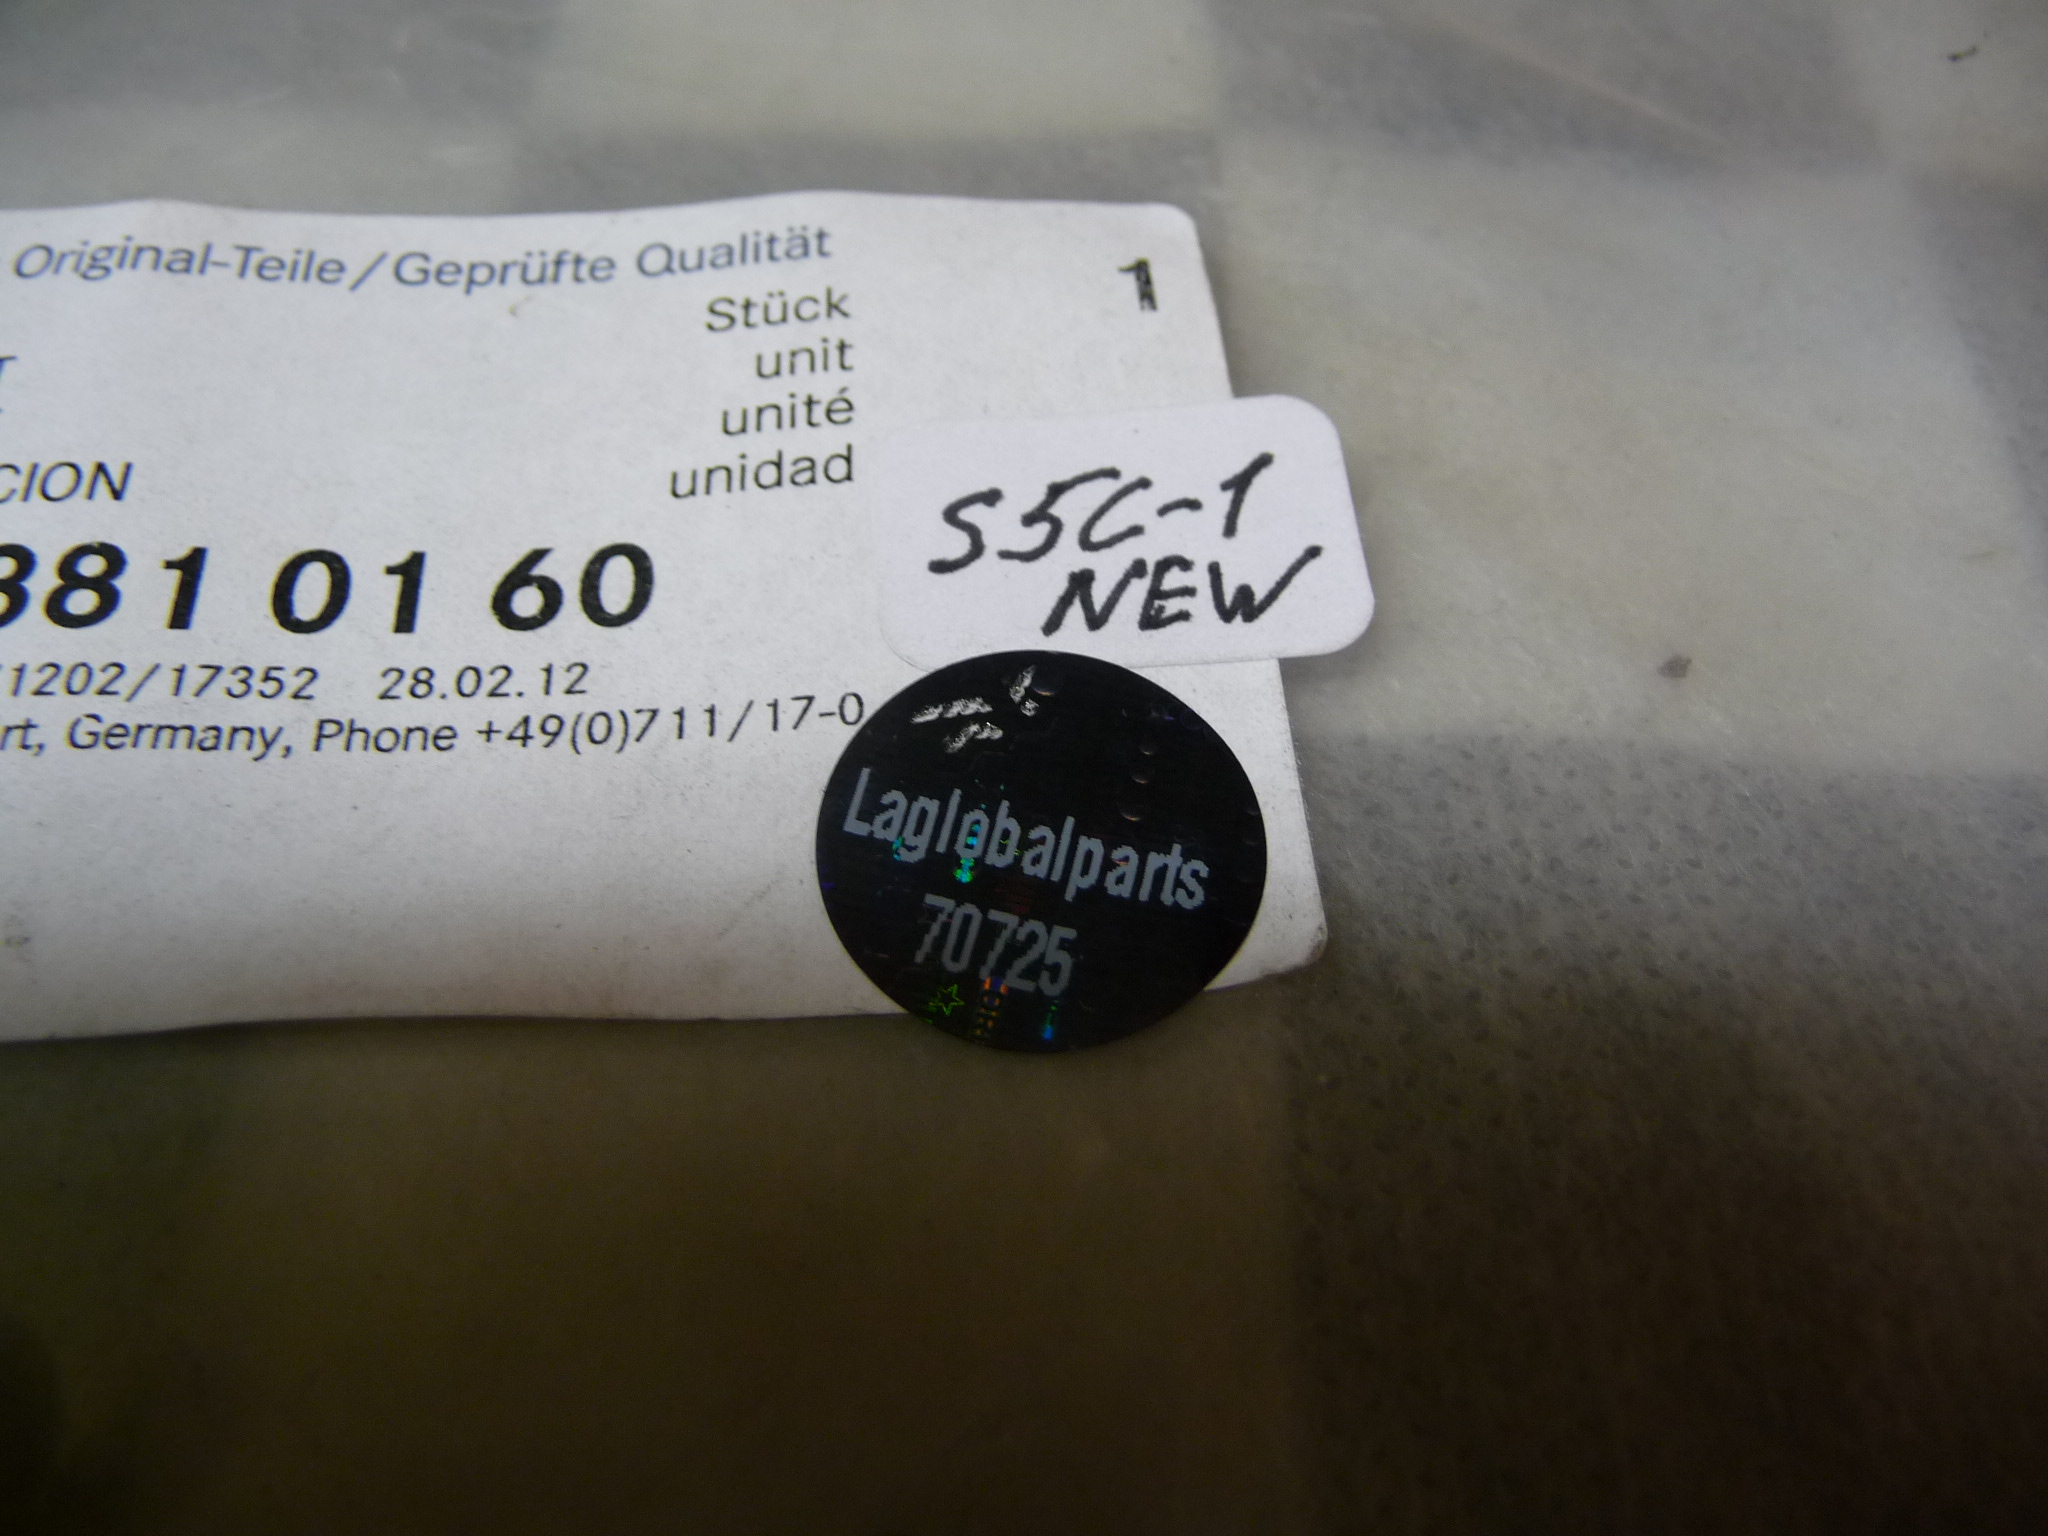 Original-Teile/Geprüfte Qualität
1
Stück
unit
unité
unidad
CION
881 01 60
1202/17352 28.02.12
rt, Germany, Phone +49(0)711/17-0
S5C-1
NEW
Laglobalparts
70725